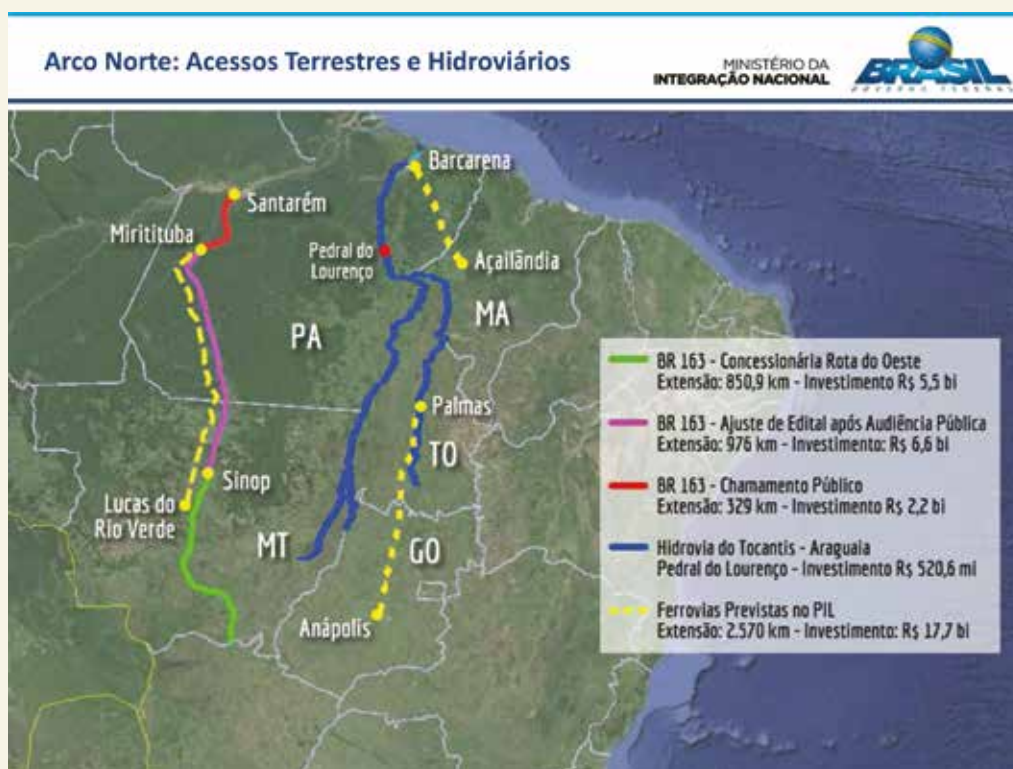 Arco Norte: Acessos Terrestres e Hidroviários
MINISTÉRIO DA
INTEGRAÇÃO NACIONAL
BRASIL
GOVERNO FEDERAL
Barcarena
Santarém
Miritituba
Pedral do
Lourenço
Açailândia
PA
MA
Palmas
TO
Sinop
Lucas do
Rio Verde
MT
GO
Anápolis
BR 163 - Concessionária Rota do Oeste
Extensão: 850,9 km - Investimento R$ 5,5 bi
BR 163 - Ajuste de Edital após Audiência Pública
Extensão: 976 km - Investimento: R$ 6,6 bi
BR 163 - Chamamento Público
Extensão: 329 km - Investimento R$ 2,2 bi
Hidrovia do Tocantis - Araguaia
Pedral do Lourenço - Investimento R$ 520,6 mi
Ferrovias Previstas no PIL
Extensão: 2.570 km - Investimento: R$ 17,7 bi